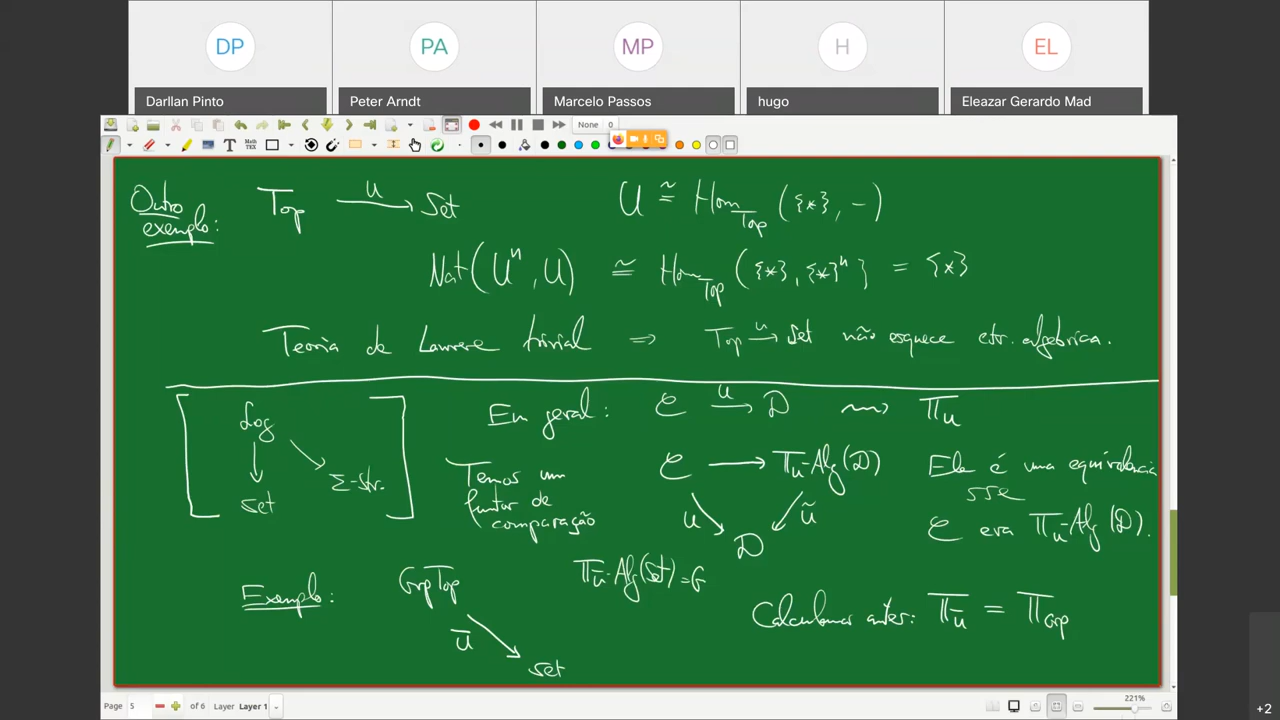 DP PA MP H EL
Darllan Pinto Peter Arndt Marcelo Passos hugo Eleazar Gerardo Mad
None 0
Outro exemplo: Top —U→ Set U ≅ Hom_Top ({*}, -)
Nat(Uⁿ, U) ≅ Hom_Top ({*}, {*}ⁿ} = {*}
Teoria de Lawvere trivial ⇒ Top —U→ Set não esquece estr. algébrica.
Log
Set Σ-Str.
Em geral: C —U→ D ⇝ 𝕋_U
Temos um funtor de comparação
C ⟶ 𝕋_U-Alg(D)
U Ũ
D
Ele é uma equivalência
sse
C era 𝕋_U-Alg(D).
Exemplo: GrpTop
Ū
Set
𝕋_Ū-Alg(Set) = G
Calculamos antes: 𝕋_Ū = 𝕋_Grp
Page 5 of 6 Layer Layer 1 221%
+2